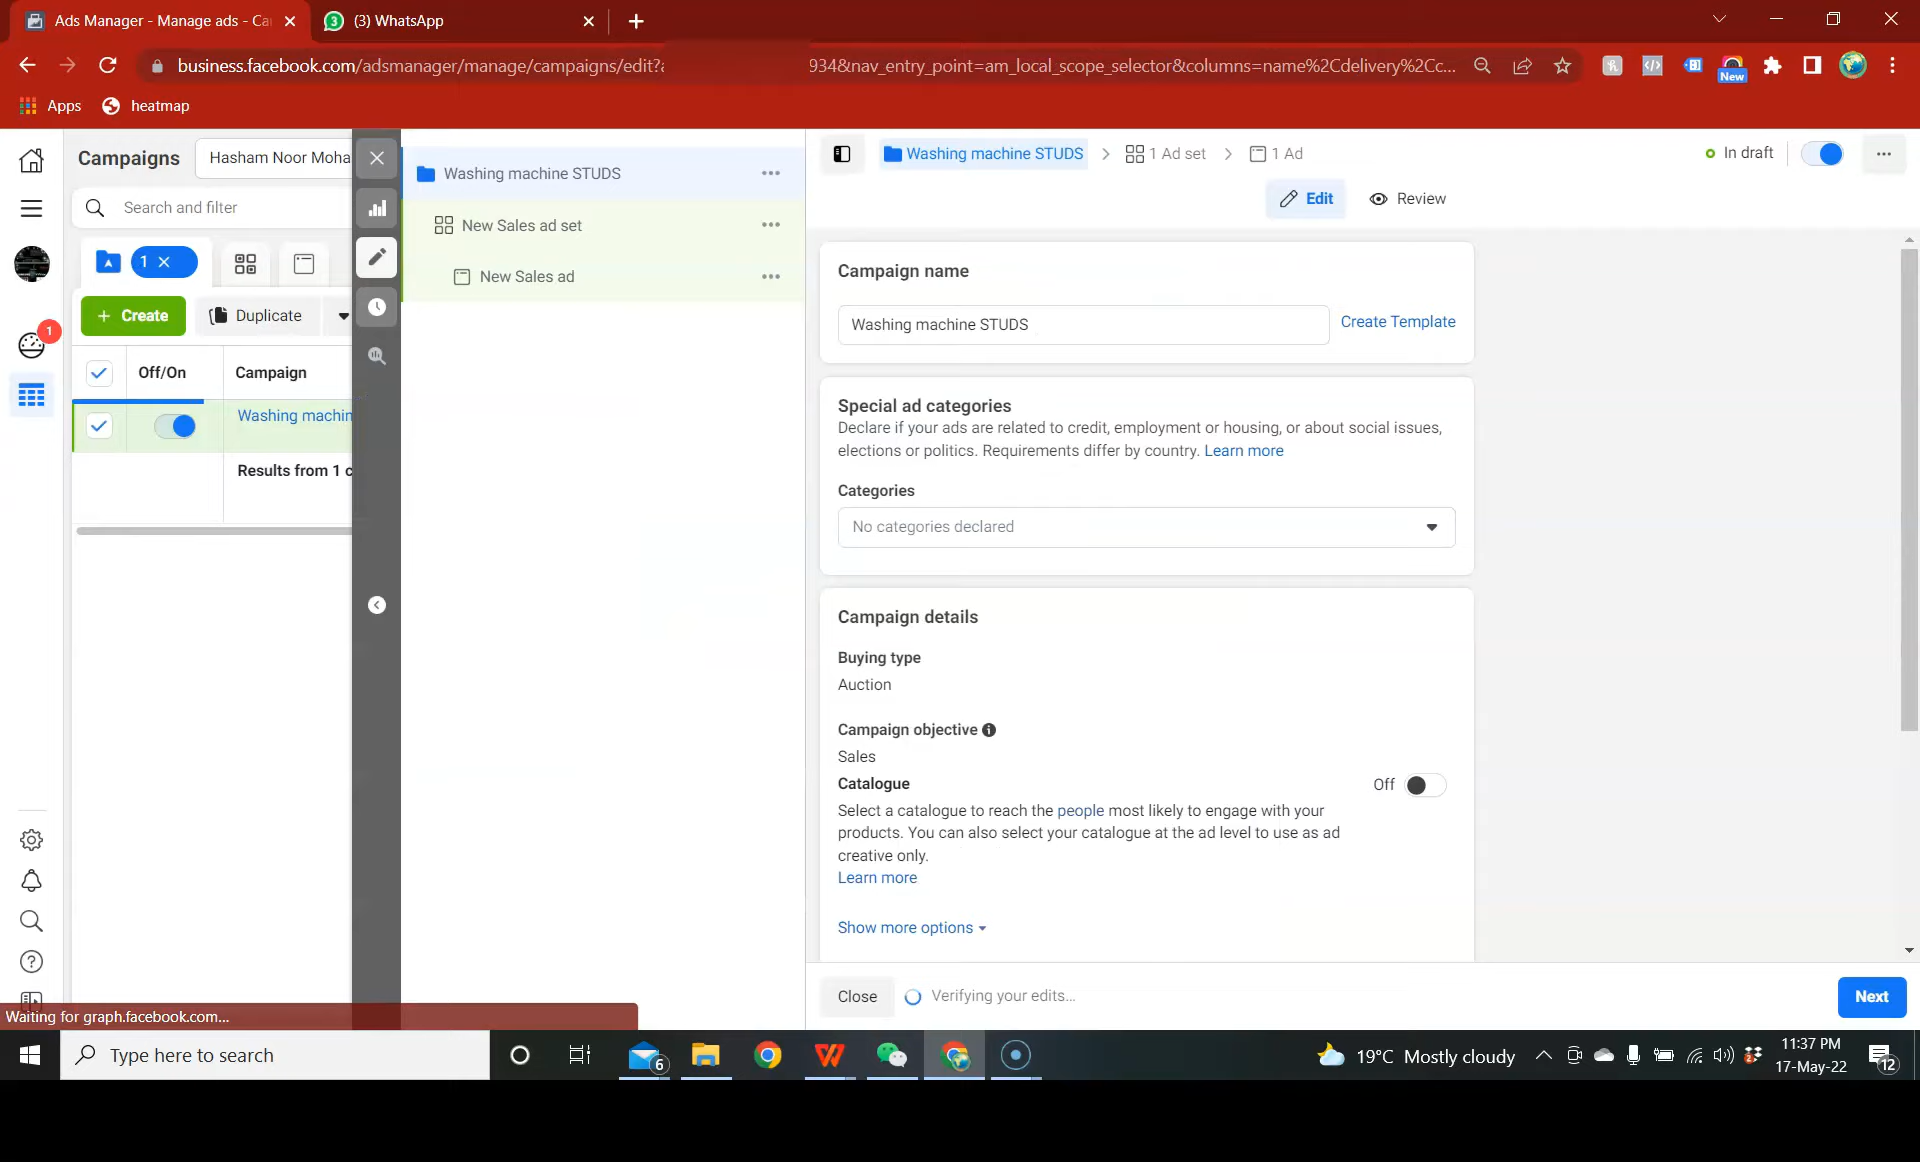 Ads Manager - Manage ads - Ca
(3) WhatsApp
business.facebook.com/adsmanager/manage/campaigns/edit?a
934&nav_entry_point=am_local_scope_selector&columns=name%2Cdelivery%2Cc...
New
Apps
heatmap
Campaigns
Hasham Noor Moha
Search and filter
1
Create
Duplicate
Off/On
Campaign
Washing machin
Results from 1 c
1
Washing machine STUDS
New Sales ad set
New Sales ad
Washing machine STUDS
1 Ad set
1 Ad
In draft
Edit
Review
Campaign name
Washing machine STUDS
Create Template
Special ad categories
Declare if your ads are related to credit, employment or housing, or about social issues,
elections or politics. Requirements differ by country. Learn more
Categories
No categories declared
Campaign details
Buying type
Auction
Campaign objective
Sales
Catalogue
Off
Select a catalogue to reach the people most likely to engage with your
products. You can also select your catalogue at the ad level to use as ad
creative only.
Learn more
Show more options
Close
Verifying your edits...
Next
Waiting for graph.facebook.com...
Type here to search
6
19°C Mostly cloudy
11:37 PM
17-May-22
12